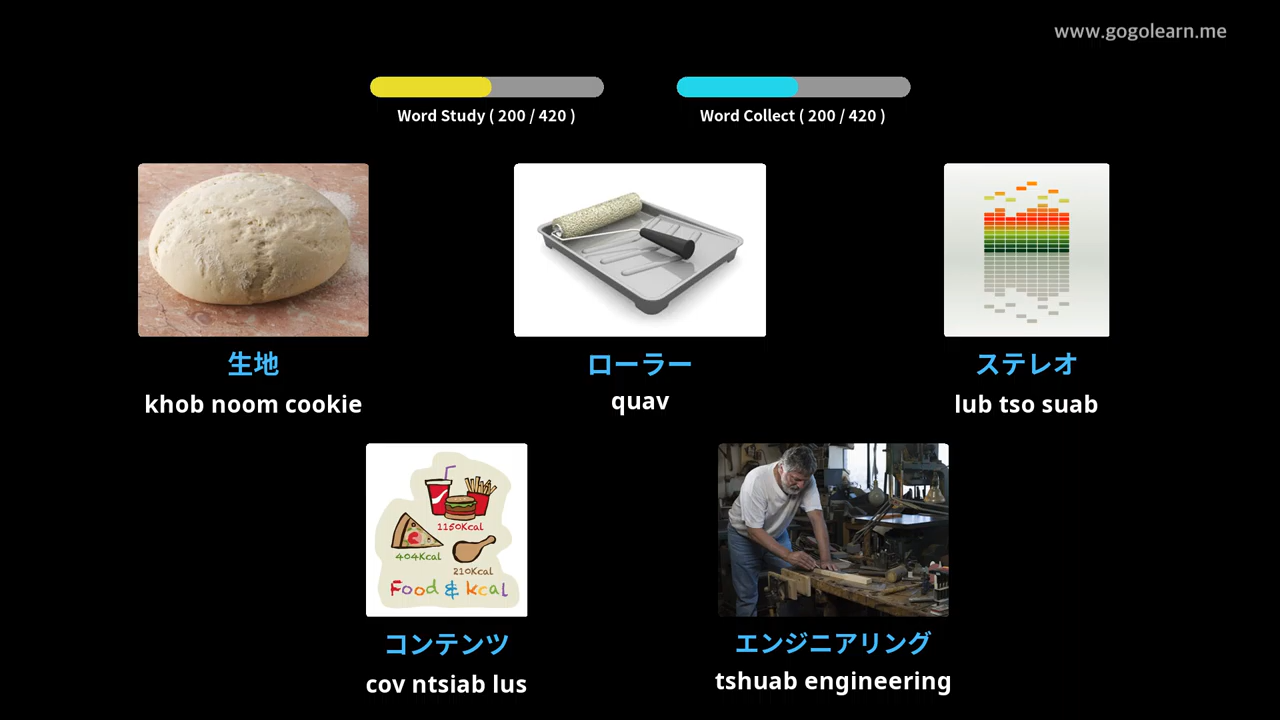 www.gogolearn.me
Word Study ( 200 / 420 )
Word Collect ( 200 / 420 )
生地
ローラー
ステレオ
khob noom cookie
quav
lub tso suab
1150Kcal
404Kcal
210Kcal
Food & kcal
コンテンツ
エンジニアリング
cov ntsiab lus
tshuab engineering